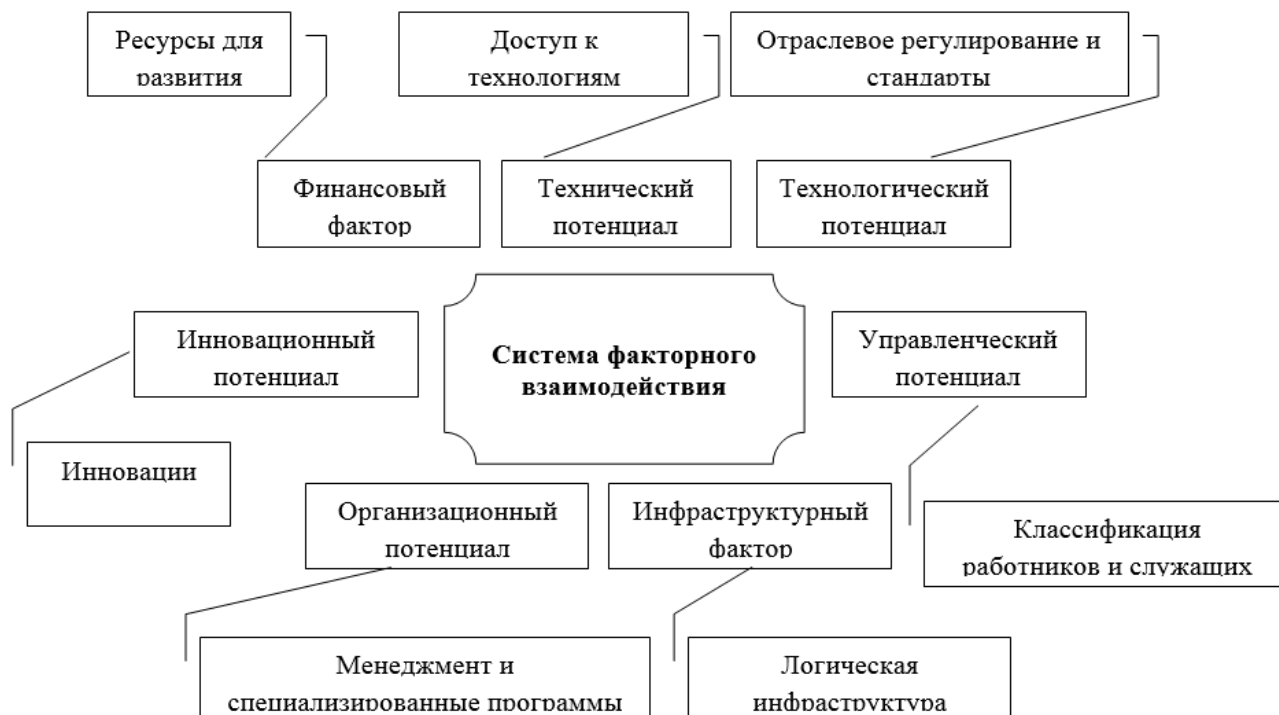 Ресурсы для
развития
Доступ к
технологиям
Отраслевое регулирование и
стандарты
Финансовый
фактор
Технический
потенциал
Технологический
потенциал
Инновационный
потенциал
Система факторного
взаимодействия
Управленческий
потенциал
Инновации
Организационный
потенциал
Инфраструктурный
фактор
Классификация
работников и служащих
Менеджмент и
специализированные программы
Логическая
инфраструктура